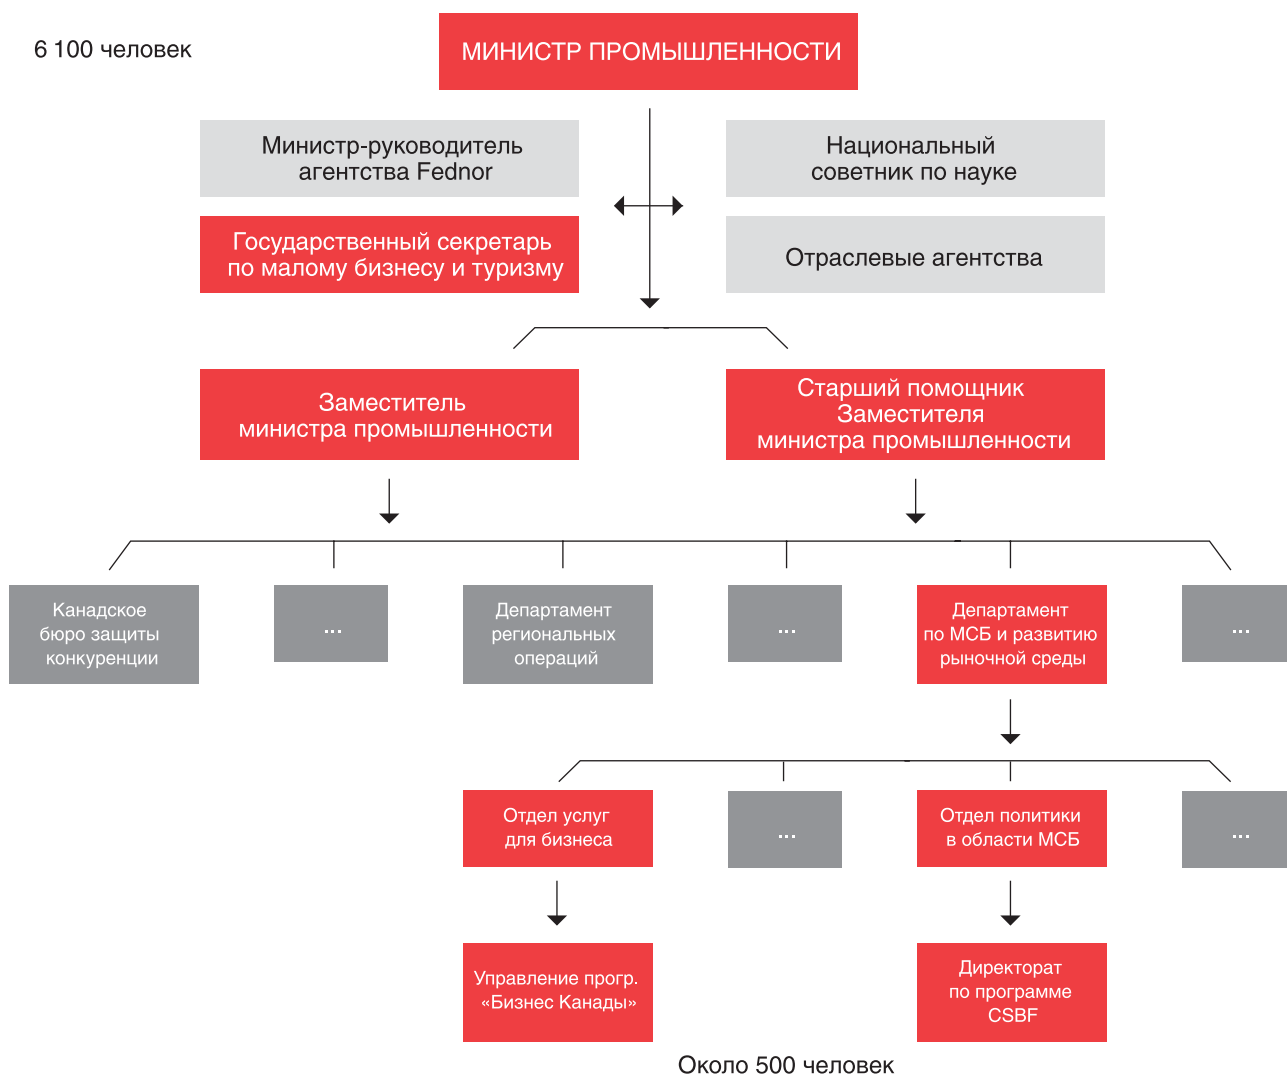 6 100 человек
МИНИСТР ПРОМЫШЛЕННОСТИ
Министр-руководитель
агентства Fednor
Национальный
советник по науке
Государственный секретарь
по малому бизнесу и туризму
Отраслевые агентства
Заместитель
министра промышленности
Старший помощник
Заместителя
министра промышленности
Канадское
бюро защиты
конкуренции
...
Департамент
региональных
операций
...
Департамент
по МСБ и развитию
рыночной среды
...
Отдел услуг
для бизнеса
...
Отдел политики
в области МСБ
...
Управление прогр.
«Бизнес Канады»
Директорат
по программе
CSBF
Около 500 человек